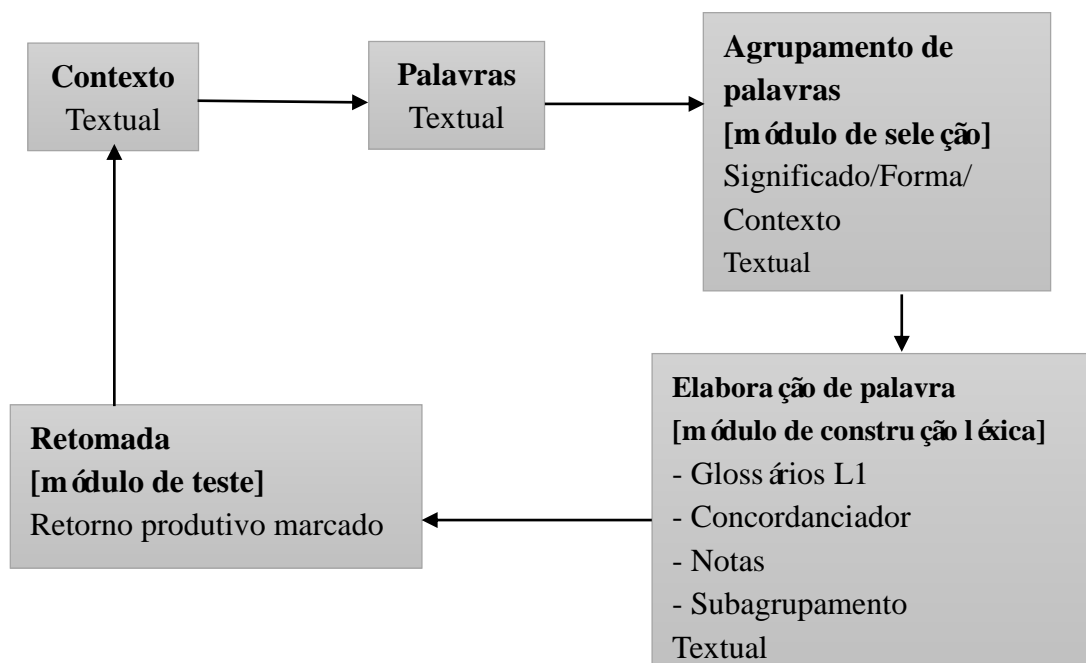 Contexto
Textual
Palavras
Textual
Agrupamento de
palavras
[módulo de seleção]
Significado/Forma/
Contexto
Textual
Elaboração de palavra
[módulo de construção léxica]
- Glossários L1
- Concordanciador
- Notas
- Subagrupamento
Textual
Retomada
[módulo de teste]
Retorno produtivo marcado